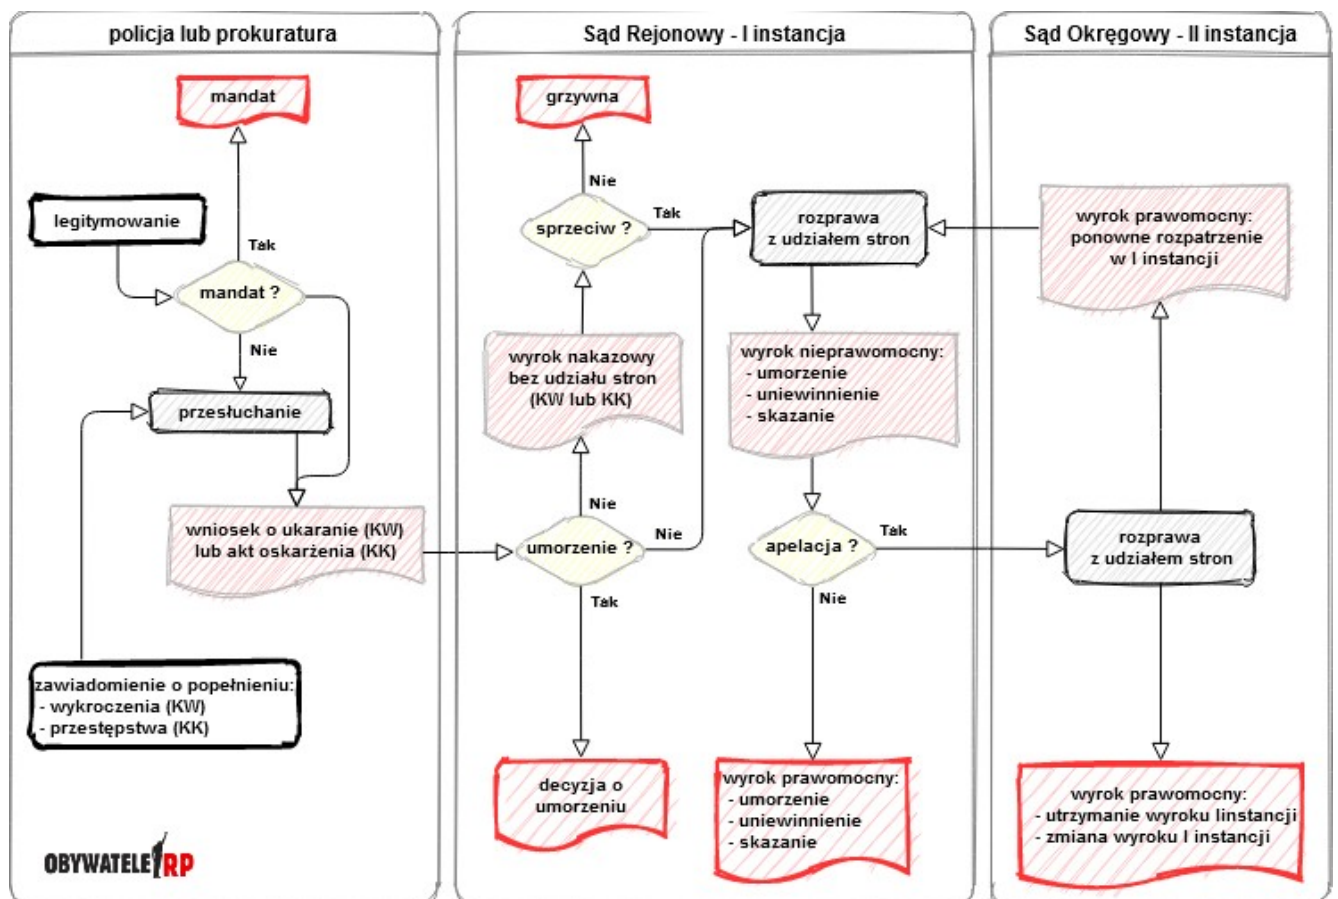 policja lub prokuratura
mandat
legitymowanie
Tak
mandat ?
Nie
przesłuchanie
wniosek o ukaranie (KW)
lub akt oskarżenia (KK)
zawiadomienie o popełnieniu:
- wykroczenia (KW)
- przestępstwa (KK)
OBYWATELE RP
Sąd Rejonowy - I instancja
grzywna
Nie
sprzeciw ?
Tak
rozprawa
z udziałem stron
wyrok nakazowy
bez udziału stron
(KW lub KK)
wyrok nieprawomocny:
- umorzenie
- uniewinnienie
- skazanie
Nie
umorzenie ?
Nie
Tak
apelacja ?
Tak
Nie
decyzja o
umorzeniu
wyrok prawomocny:
- umorzenie
- uniewinnienie
- skazanie
Sąd Okręgowy - II instancja
wyrok prawomocny:
ponowne rozpatrzenie
w I instancji
rozprawa
z udziałem stron
wyrok prawomocny:
- utrzymanie wyroku Iinstancji
- zmiana wyroku I instancji